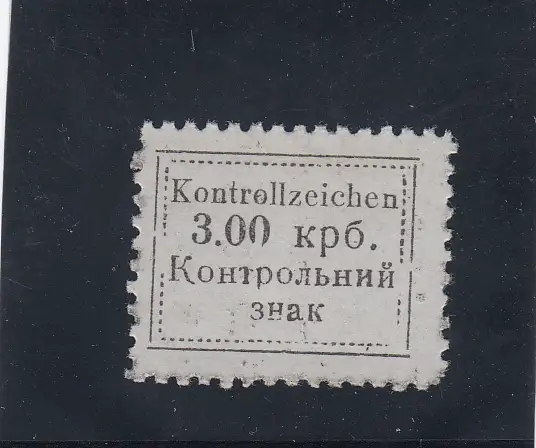 Kontrollzeichen
3.00 крб.
Контрольний
знак